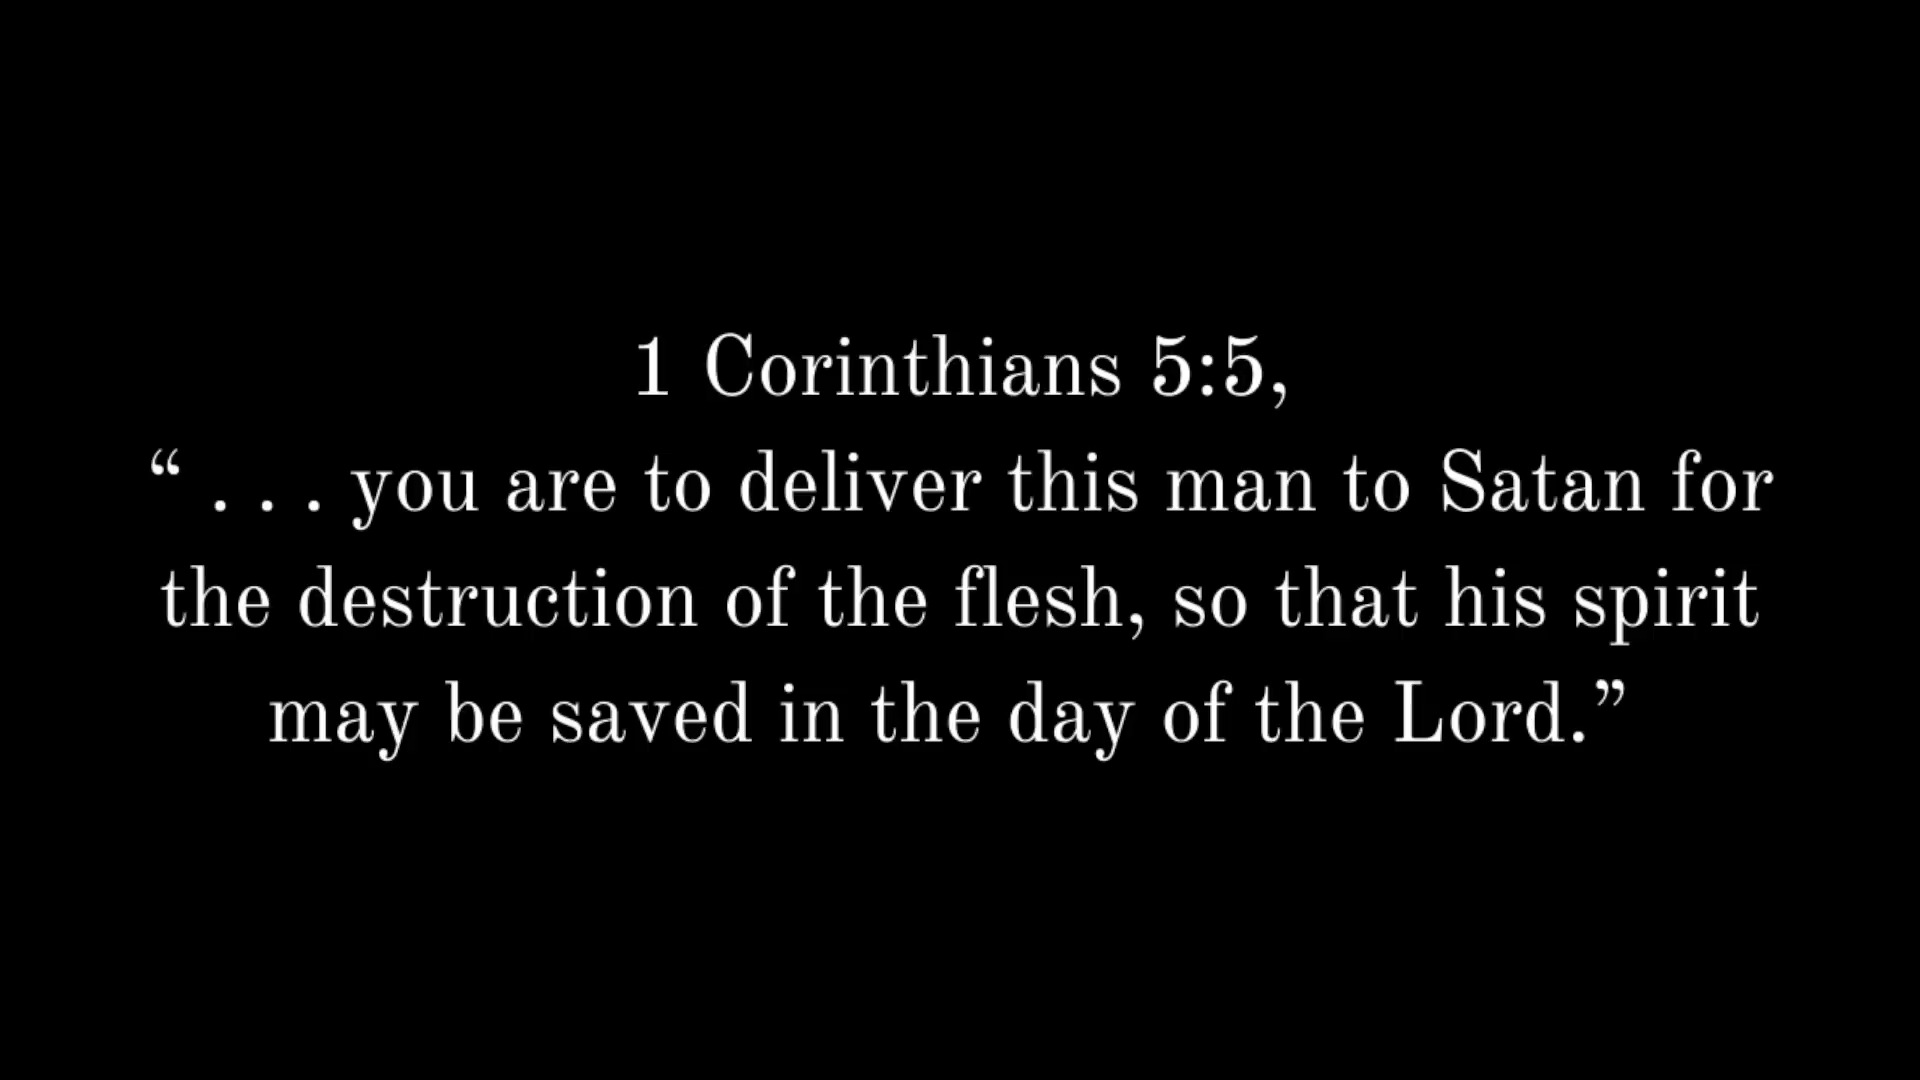 1 Corinthians 5:5,
“ . . . you are to deliver this man to Satan for
the destruction of the flesh, so that his spirit
may be saved in the day of the Lord.”